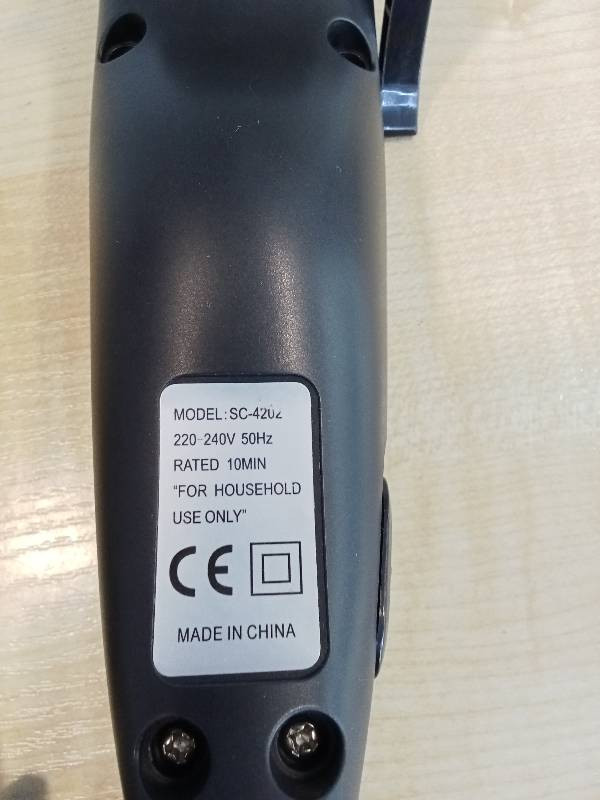 MODEL: SC-4202
220-240V 50Hz
RATED 10MIN
"FOR HOUSEHOLD
USE ONLY"
CE
MADE IN CHINA